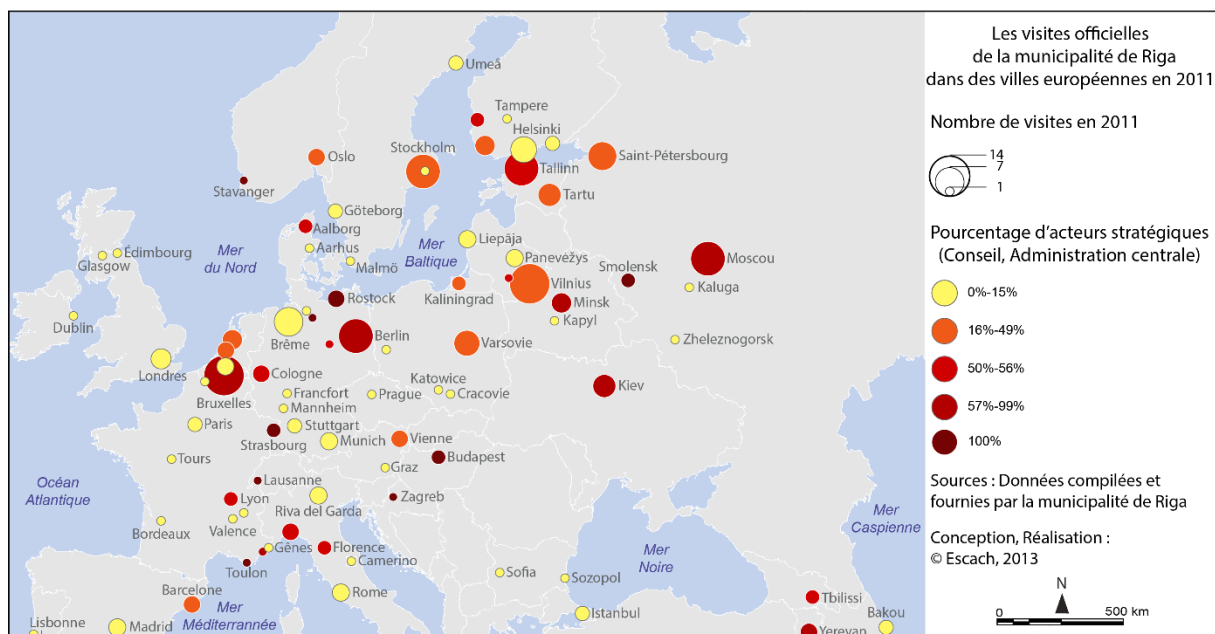 Les visites officielles
de la municipalité de Riga
dans des villes européennes en 2011
Nombre de visites en 2011
14
7
1
Pourcentage d'acteurs stratégiques
(Conseil, Administration centrale)
0%-15%
16%-49%
50%-56%
57%-99%
100%
Sources : Données compilées et
fournies par la municipalité de Riga
Conception, Réalisation :
© Escach, 2013
N
0
500 km
Umeå
Tampere
Helsinki
Oslo
Stockholm
Saint-Pétersbourg
Tallinn
Stavanger
Tartu
Göteborg
Aalborg
Liepāja
Mer
du Nord
Aarhus
Mer
Baltique
Édimbourg
Glasgow
Malmö
Panevėžys
Moscou
Smolensk
Kaluga
Vilnius
Kaliningrad
Rostock
Minsk
Dublin
Kapyl
Brême
Berlin
Varsovie
Zheleznogorsk
Londres
Cologne
Bruxelles
Francfort
Prague
Katowice
Cracovie
Kiev
Mannheim
Paris
Stuttgart
Strasbourg
Munich
Vienne
Tours
Budapest
Graz
Océan
Atlantique
Lausanne
Zagreb
Lyon
Riva del Garda
Valence
Bordeaux
Mer
Caspienne
Gênes
Florence
Mer
Noire
Toulon
Camerino
Sofia
Sozopol
Barcelone
Rome
Tbilissi
Mer
Méditerrannée
Istanbul
Bakou
Lisbonne
Madrid
Yerevan